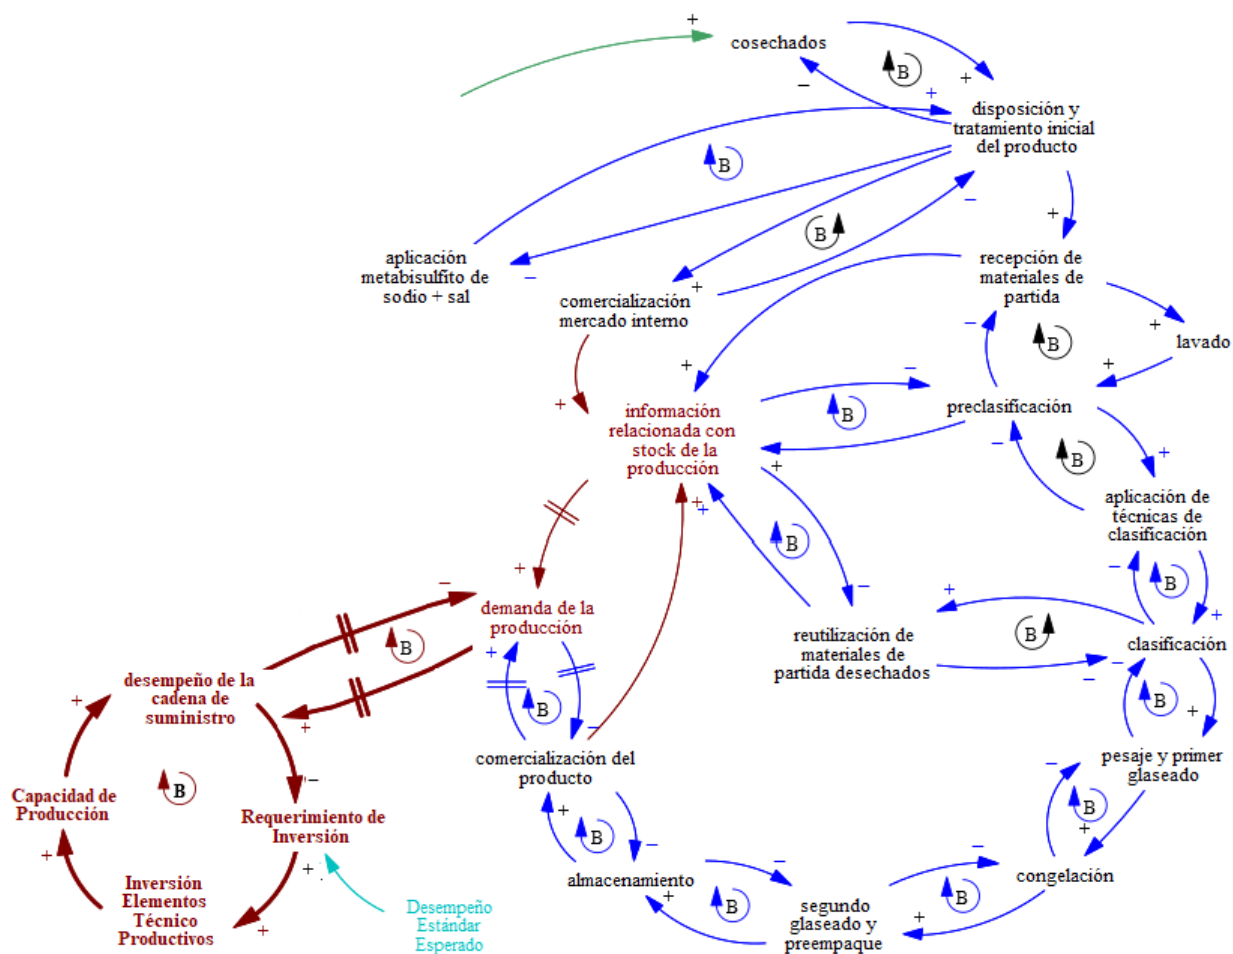 +
cosechados
B
+
−
+
disposición y
tratamiento inicial
del producto
B
−
+
B
aplicación
metabisulfito de
sodio + sal
−
recepción de
materiales de
partida
+
comercialización
mercado interno
−
B
+
lavado
+
+
−
+
información
relacionada con
stock de la
producción
B
preclasificación
−
B
+
+
+
+
aplicación de
técnicas de
clasificación
B
−
B
+
−
−
+
+
demanda de la
producción
B
+
reutilización de
materiales de
partida desechados
B
clasificación
−
−
B
desempeño de la
cadena de
suministro
+
+
B
−
+
comercialización del
producto
pesaje y primer
glaseado
−
B
−
B
+
Capacidad de
Producción
Requerimiento de
Inversión
+
B
−
+
+
almacenamiento
−
−
congelación
+
B
B
+
Inversión
Elementos
Técnico
Productivos
+
Desempeño
Estándar
Esperado
segundo
glaseado y
preempaque